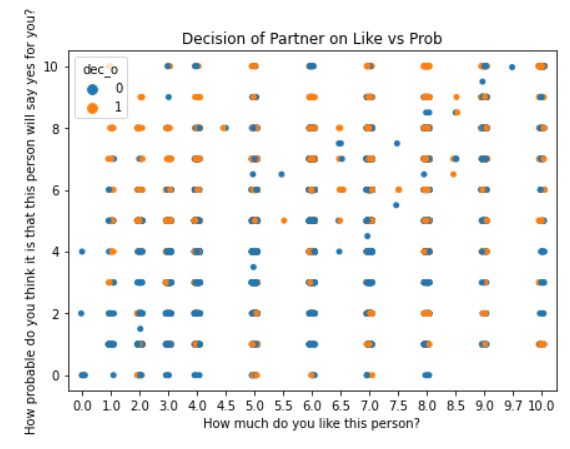 Decision of Partner on Like vs Prob
How probable do you think it is that this person will say yes for you?
dec_o
0
1
10
8
6
4
2
0
0.0 1.0 2.0 3.0 4.0 4.5 5.0 5.5 6.0 6.5 7.0 7.5 8.0 8.5 9.0 9.7 10.0
How much do you like this person?